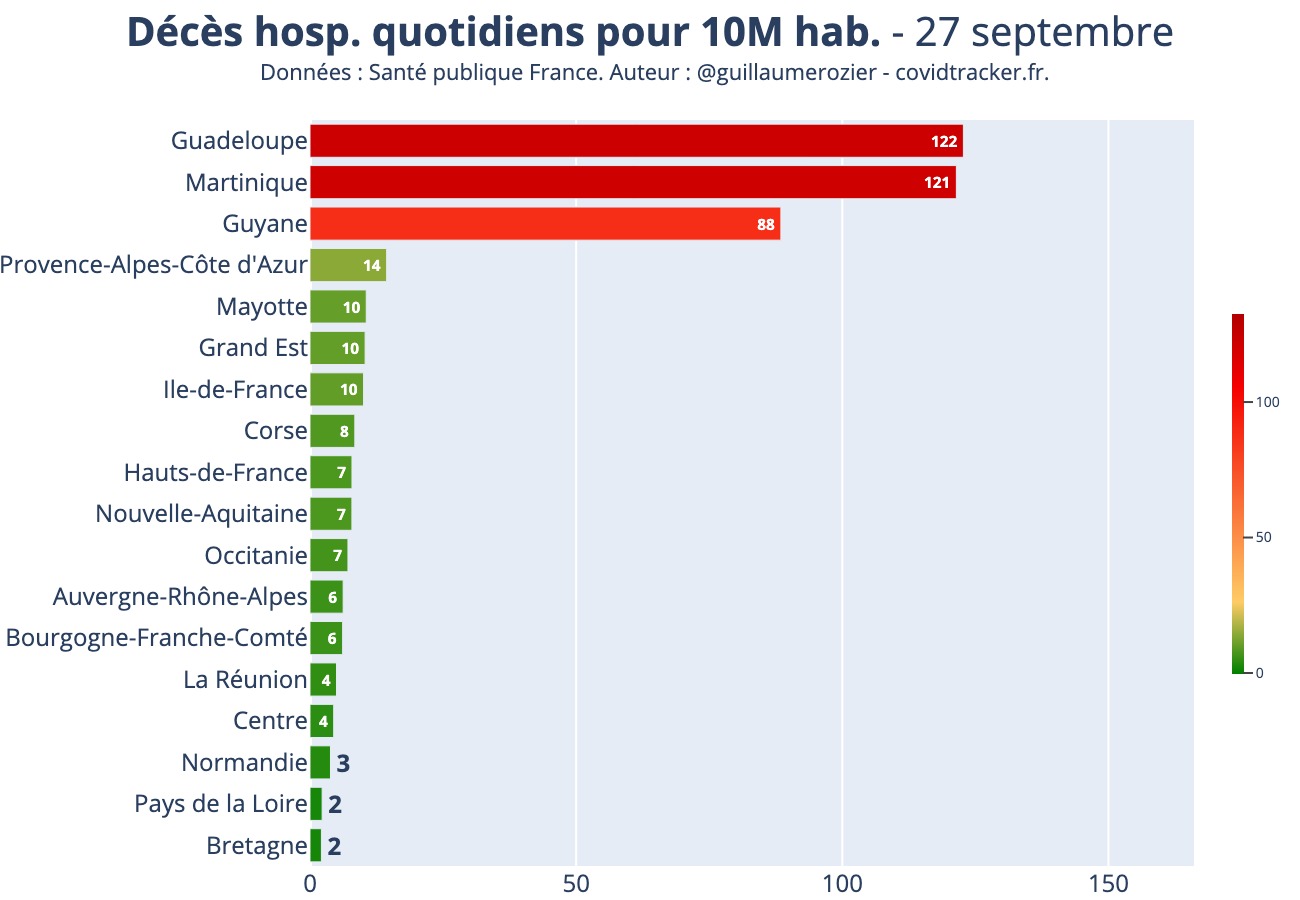 Décès hosp. quotidiens pour 10M hab. - 27 septembre
Données : Santé publique France. Auteur : @guillaumerozier - covidtracker.fr.
Guadeloupe 122
Martinique 121
Guyane 88
Provence-Alpes-Côte d'Azur 14
Mayotte 10
Grand Est 10
Ile-de-France 10
Corse 8
Hauts-de-France 7
Nouvelle-Aquitaine 7
Occitanie 7
Auvergne-Rhône-Alpes 6
Bourgogne-Franche-Comté 6
La Réunion 4
Centre 4
Normandie 3
Pays de la Loire 2
Bretagne 2
0 50 100 150
100
50
0